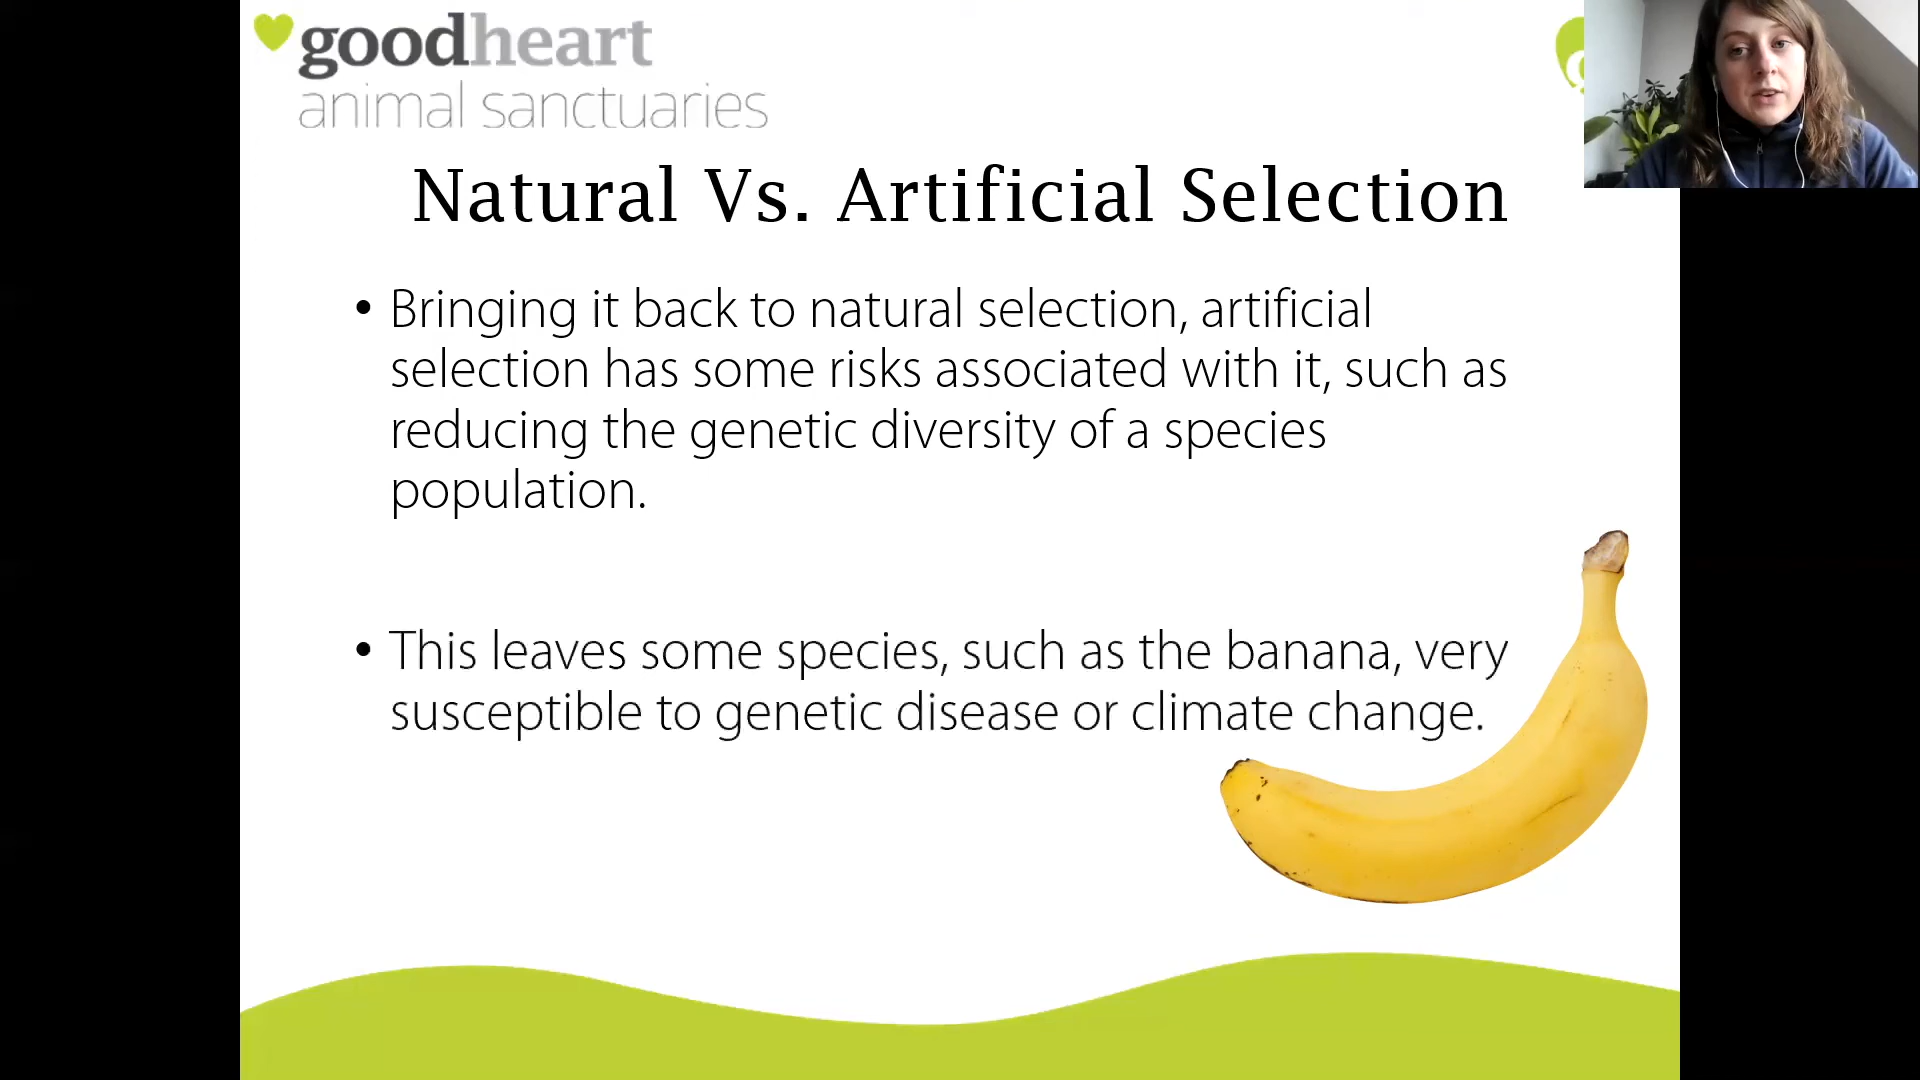 goodheart
animal sanctuaries
Natural Vs. Artificial Selection
• Bringing it back to natural selection, artificial
selection has some risks associated with it, such as
reducing the genetic diversity of a species
population.
• This leaves some species, such as the banana, very
susceptible to genetic disease or climate change.